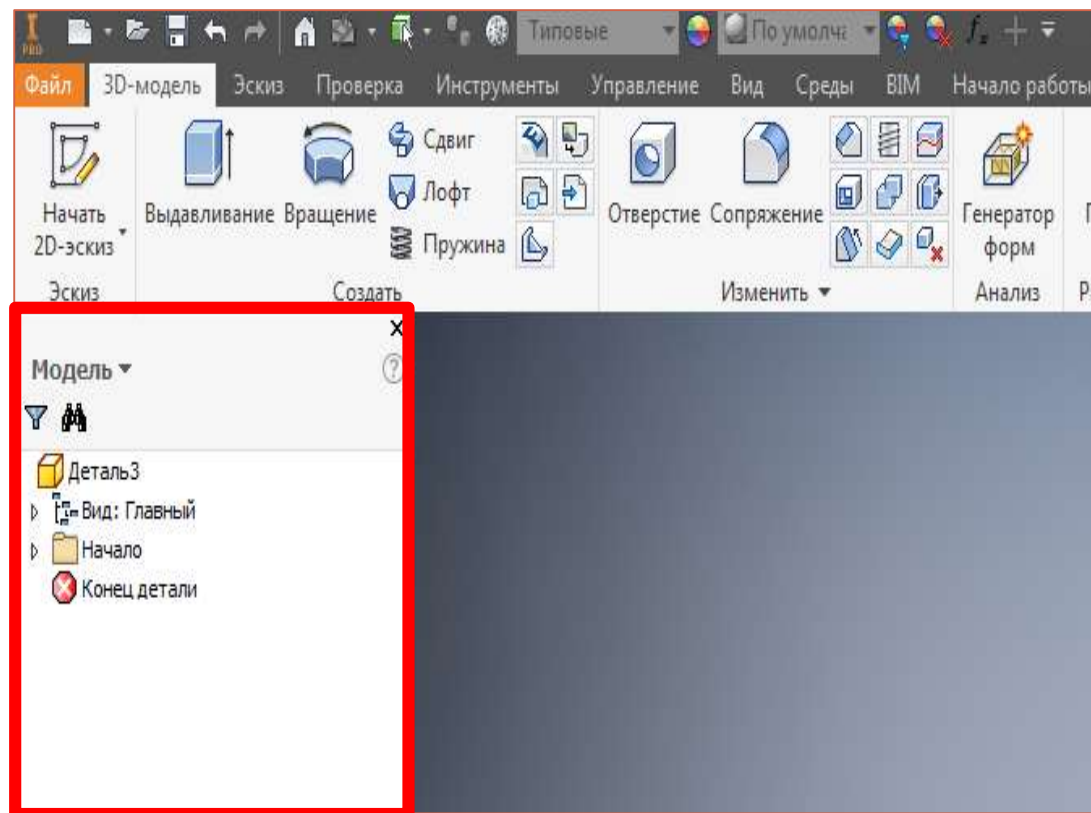 PRO Типовые По умолча fx
Файл 3D-модель Эскиз Проверка Инструменты Управление Вид Среды BIM Начало работы
Сдвиг
Лофт
Пружина
Начать 2D-эскиз
Выдавливание Вращение
Отверстие Сопряжение
Генератор форм
Эскиз Создать Изменить Анализ Р
Модель
?
Деталь3
Вид: Главный
Начало
Конец детали